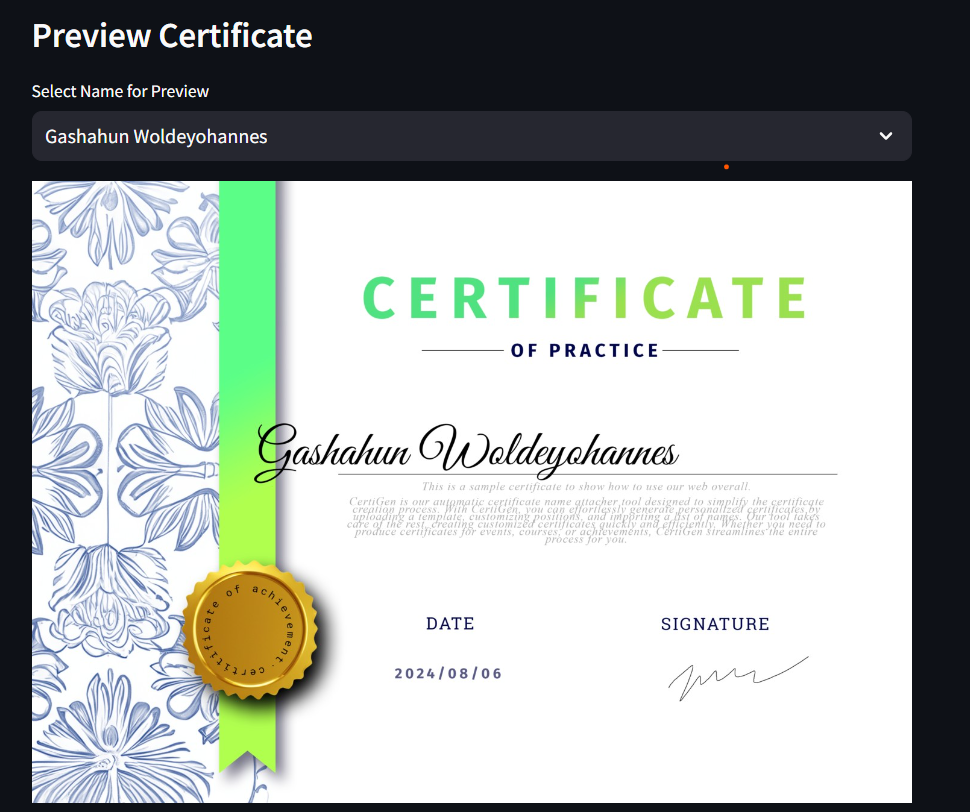 Preview Certificate
Select Name for Preview
Gashahun Woldeyohannes
CERTIFICATE
OF PRACTICE
Gashahun Woldeyohannes
This is a sample certificate to show how to use our web overall.
CertiGen is our automatic certificate name attacher tool designed to simplify the certificate
creation process. With CertiGen, you can effortlessly generate personalized certificates by
uploading a template, customizing positions, and importing a list of names. Our tool takes
care of the rest, creating customized certificates quickly and efficiently. Whether you need to
produce certificates for events, courses, or achievements, CertiGen streamlines the entire
process for you.
certificate of achievement·
DATE
SIGNATURE
2024/08/06